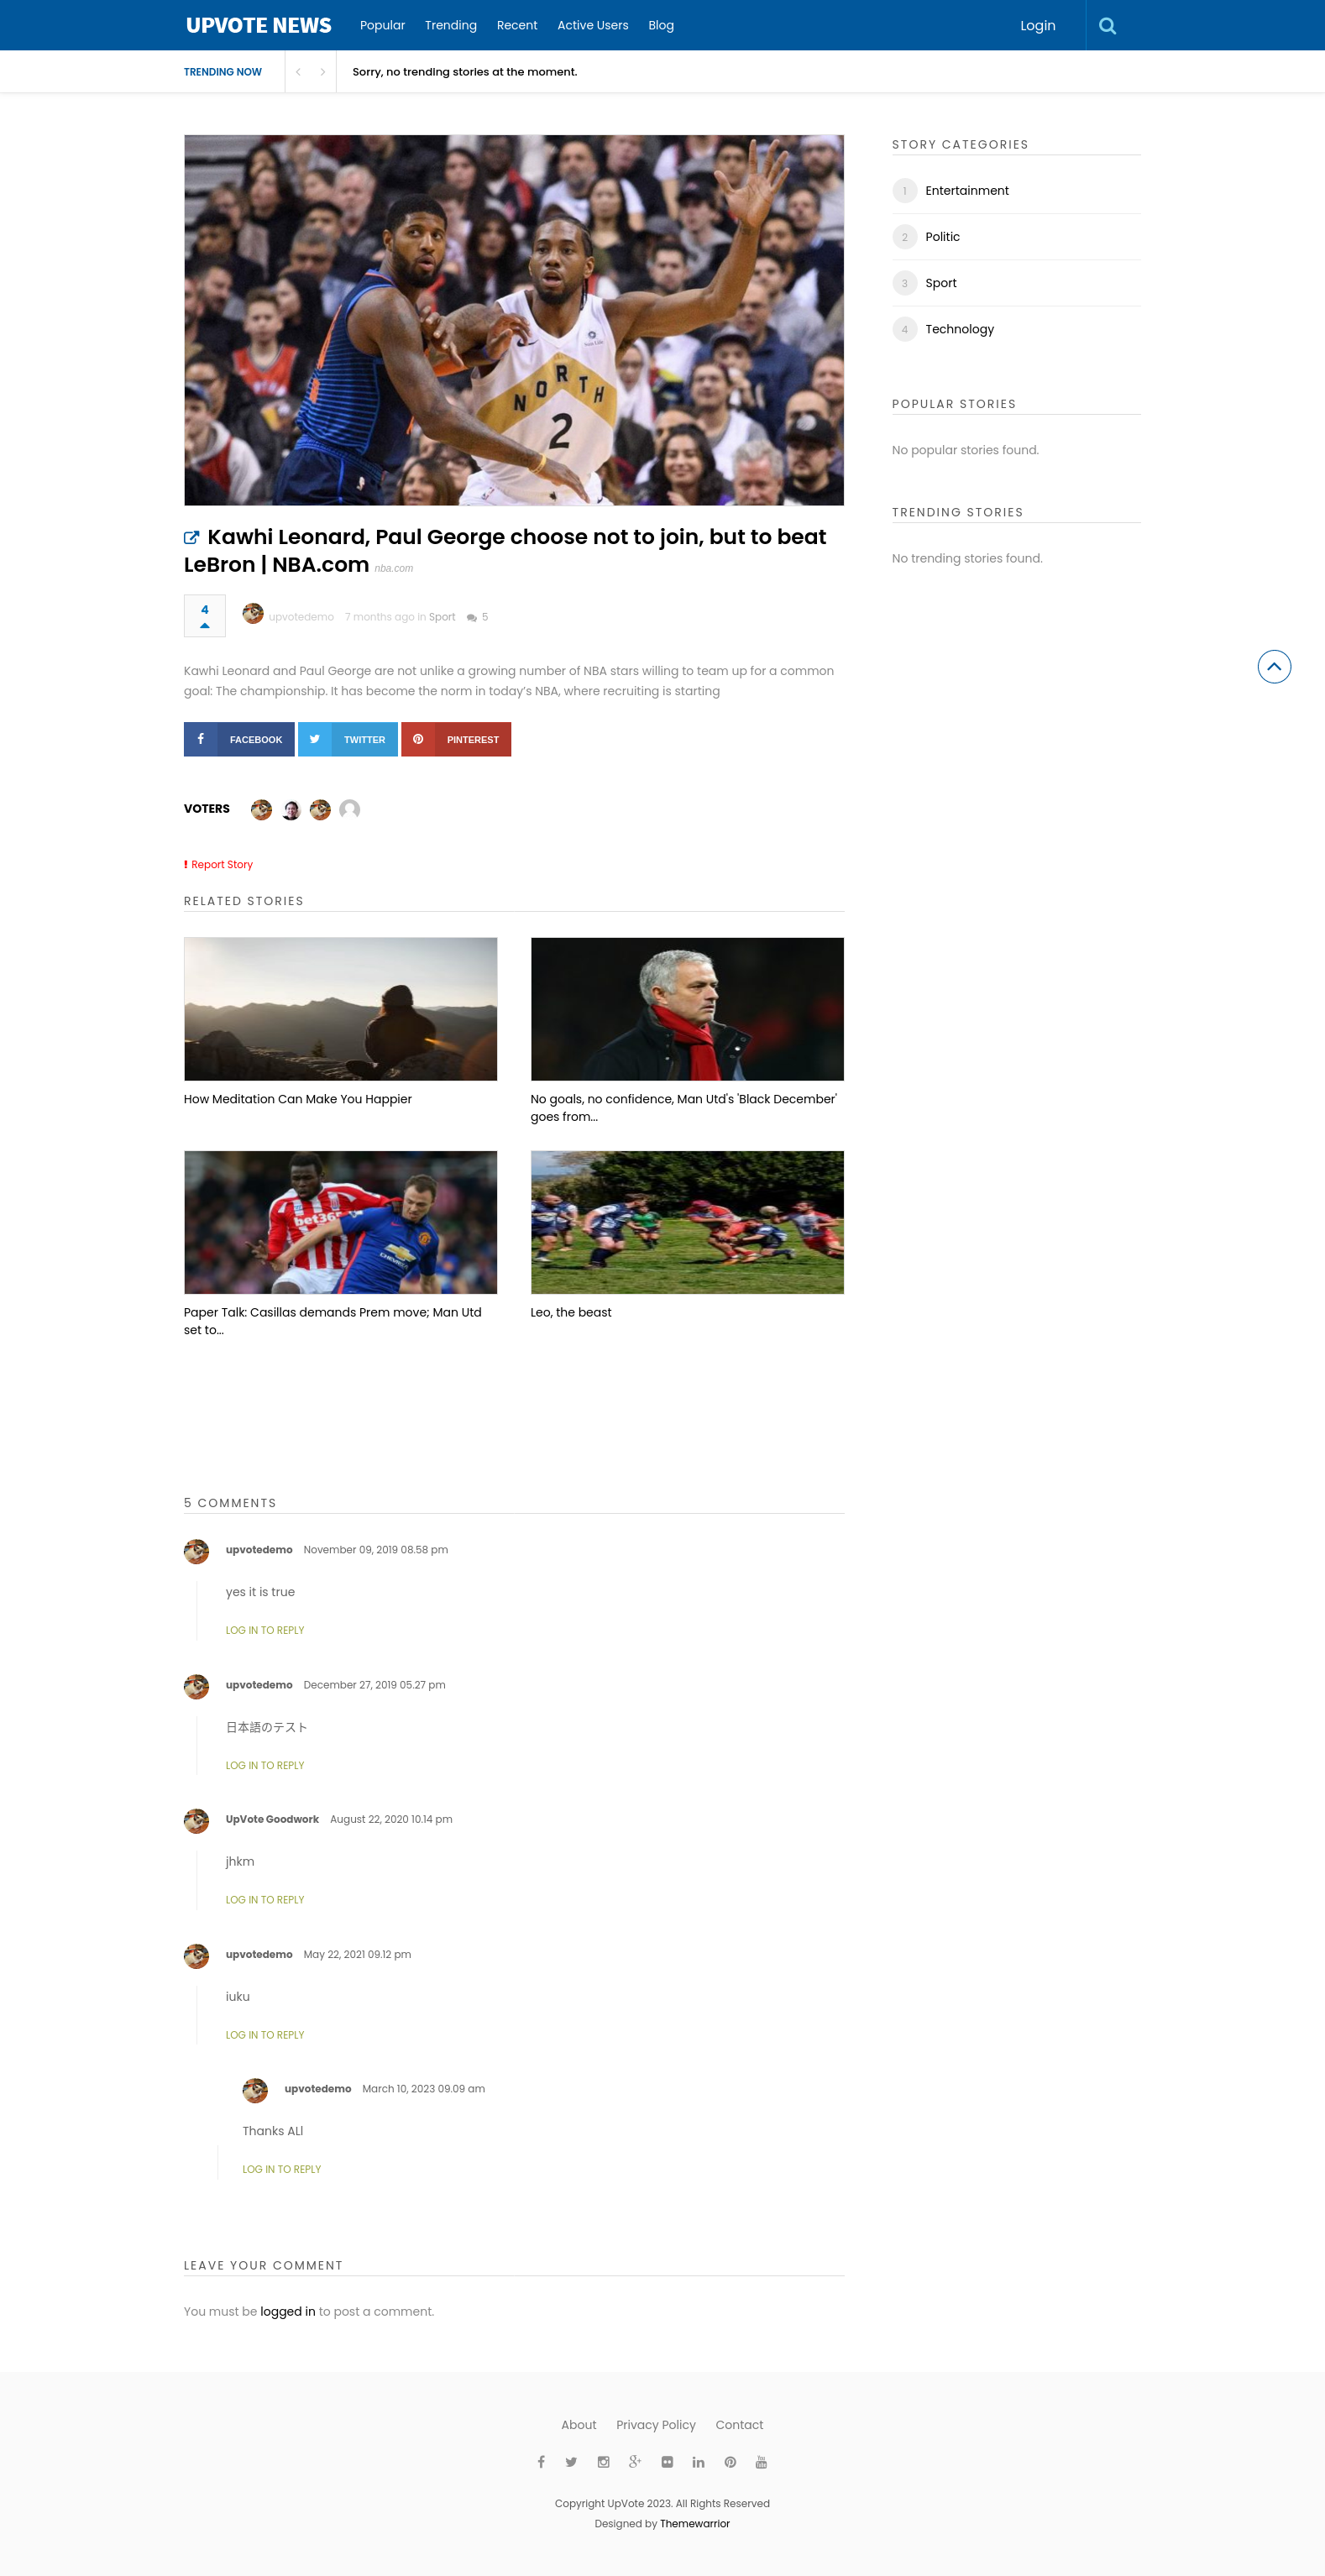 UPVOTE NEWS
Popular
Trending
Recent
Active Users
Blog
Login
TRENDING NOW
Sorry, no trending stories at the moment.
NORTH
2
Kawhi Leonard, Paul George choose not to join, but to beat
LeBron | NBA.com nba.com
4
upvotedemo 7 months ago in Sport 5
Kawhi Leonard and Paul George are not unlike a growing number of NBA stars willing to team up for a common
goal: The championship. It has become the norm in today's NBA, where recruiting is starting
FACEBOOK
TWITTER
PINTEREST
VOTERS
Report Story
RELATED STORIES
How Meditation Can Make You Happier
No goals, no confidence, Man Utd's 'Black December'
goes from...
bet365
CHEVROLET
Paper Talk: Casillas demands Prem move; Man Utd
set to...
Leo, the beast
5 COMMENTS
upvotedemo November 09, 2019 08.58 pm
yes it is true
LOG IN TO REPLY
upvotedemo December 27, 2019 05.27 pm
日本語のテスト
LOG IN TO REPLY
UpVote Goodwork August 22, 2020 10.14 pm
jhkm
LOG IN TO REPLY
upvotedemo May 22, 2021 09.12 pm
iuku
LOG IN TO REPLY
upvotedemo March 10, 2023 09.09 am
Thanks ALl
LOG IN TO REPLY
LEAVE YOUR COMMENT
You must be logged in to post a comment.
STORY CATEGORIES
1 Entertainment
2 Politic
3 Sport
4 Technology
POPULAR STORIES
No popular stories found.
TRENDING STORIES
No trending stories found.
About
Privacy Policy
Contact
Copyright UpVote 2023. All Rights Reserved
Designed by Themewarrior